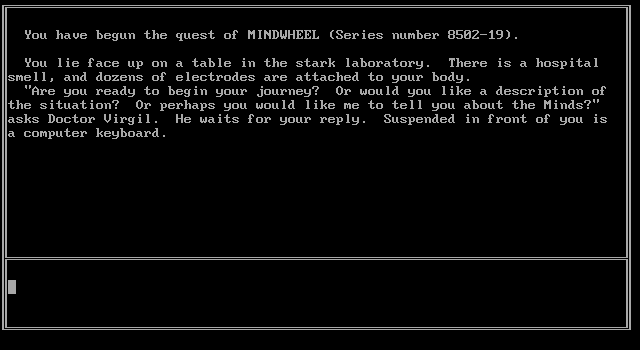 You have begun the quest of MINDWHEEL (Series number 8502-19).
You lie face up on a table in the stark laboratory.  There is a hospital
smell, and dozens of electrodes are attached to your body.
"Are you ready to begin your journey?  Or would you like a description of
the situation?  Or perhaps you would like me to tell you about the Minds?"
asks Doctor Virgil.  He waits for your reply.  Suspended in front of you is
a computer keyboard.